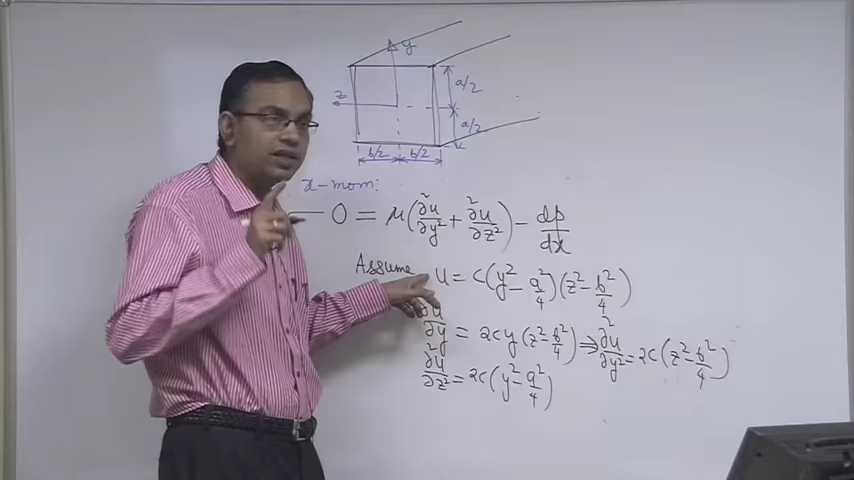 y
z
a/2
a/2
b/2 b/2
x-mom:
0 = μ(∂²u/∂y² + ∂²u/∂z²) - dp/dx
Assume u = c(y² - a²/4)(z² - b²/4)
∂u/∂y = 2cy(z² - b²/4) ⇒ ∂²u/∂y² = 2c(z² - b²/4)
∂²u/∂z² = 2c(y² - a²/4)